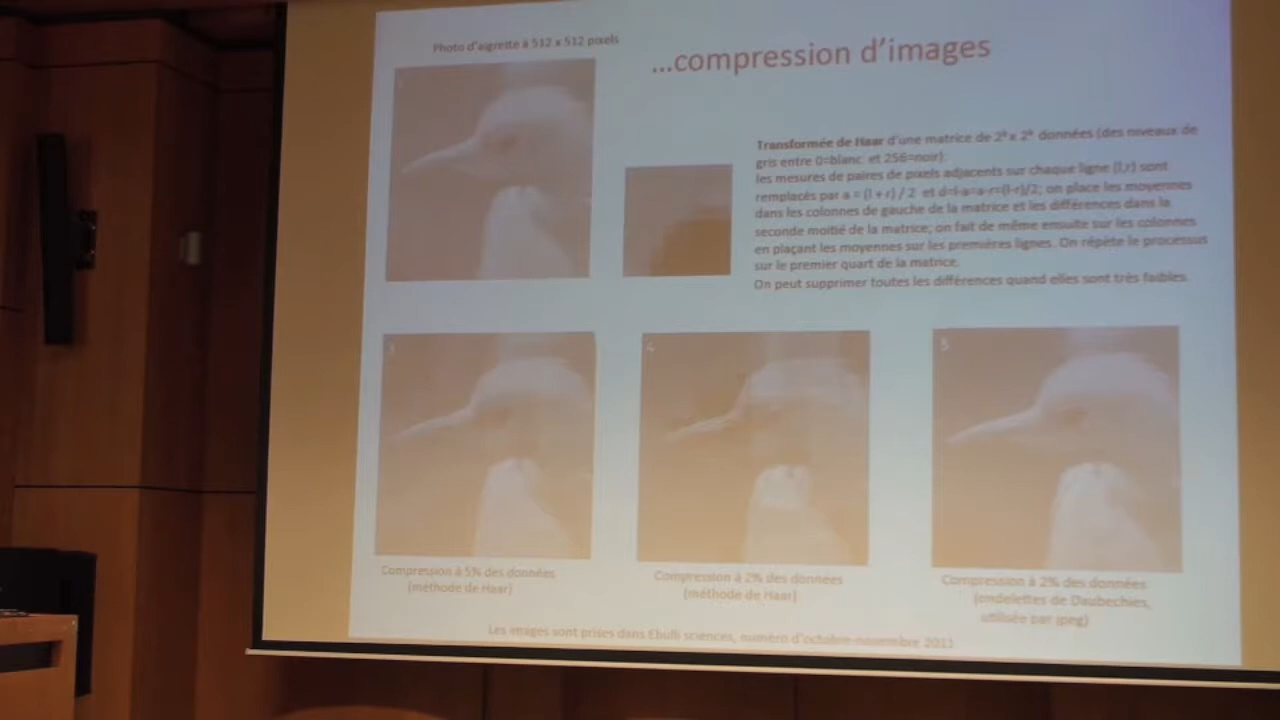 Photo d'aigrette à 512 x 512 pixels
...compression d'images
Transformée de Haar d'une matrice de 2⁹ x 2⁹ données (des niveaux de
gris entre 0=blanc et 256=noir):
les mesures de paires de pixels adjacents sur chaque ligne (l,r) sont
remplacés par a = (l + r) / 2 et d=l-a=a-r=(l-r)/2; on place les moyennes
dans les colonnes de gauche de la matrice et les différences dans la
seconde moitié de la matrice; on fait de même ensuite sur les colonnes
en plaçant les moyennes sur les premières lignes. On répète le processus
sur le premier quart de la matrice.
On peut supprimer toutes les différences quand elles sont très faibles.
3
4
5
Compression à 5% des données
(méthode de Haar)
Compression à 2% des données
(méthode de Haar)
Compression à 2% des données
(ondelettes de Daubechies,
utilisée par jpeg)
Les images sont prises dans Ebulli sciences, numéro d'octobre-novembre 2011